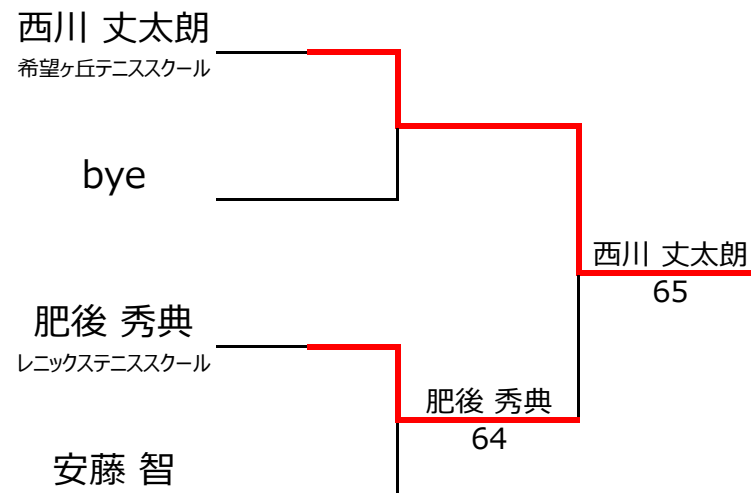 西川 丈太朗
希望ヶ丘テニススクール
bye
西川 丈太朗
65
肥後 秀典
レニックステニススクール
肥後 秀典
64
安藤 智